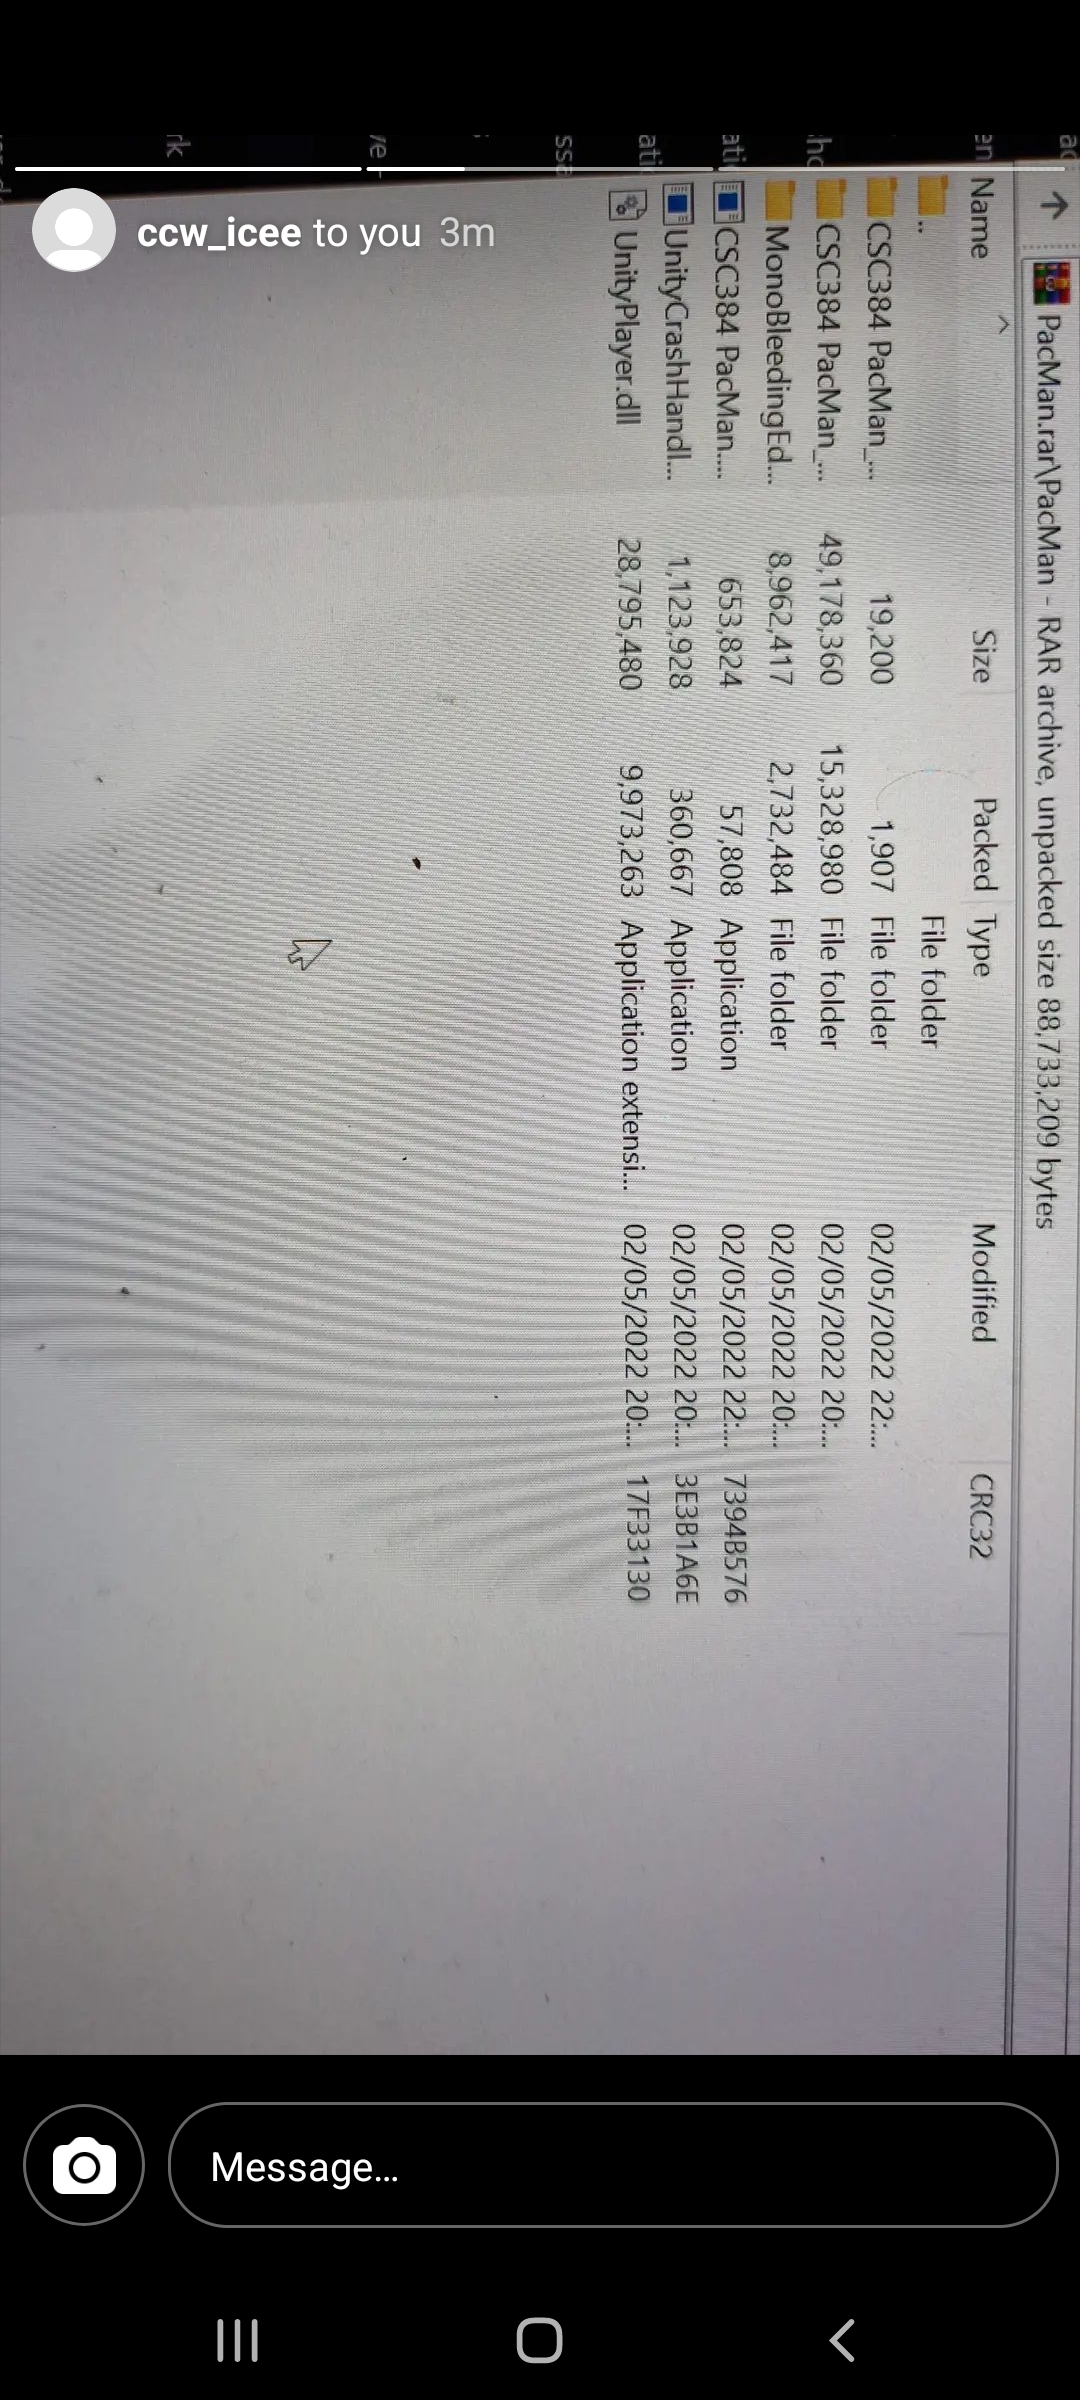 PacMan.rar\PacMan - RAR archive, unpacked size 88,733,209 bytes
Name Size Packed Type Modified CRC32
.. File folder
CSC384 PacMan_... 19,200 1,907 File folder 02/05/2022 22:...
CSC384 PacMan_... 49,178,360 15,328,980 File folder 02/05/2022 20:...
MonoBleedingEd... 8,962,417 2,732,484 File folder 02/05/2022 20:...
CSC384 PacMan.... 653,824 57,808 Application 02/05/2022 22:... 7394B576
UnityCrashHandl... 1,123,928 360,667 Application 02/05/2022 20:... 3E3B1A6E
UnityPlayer.dll 28,795,480 9,973,263 Application extensi... 02/05/2022 20:... 17F33130
ccw_icee to you 3m
Message...